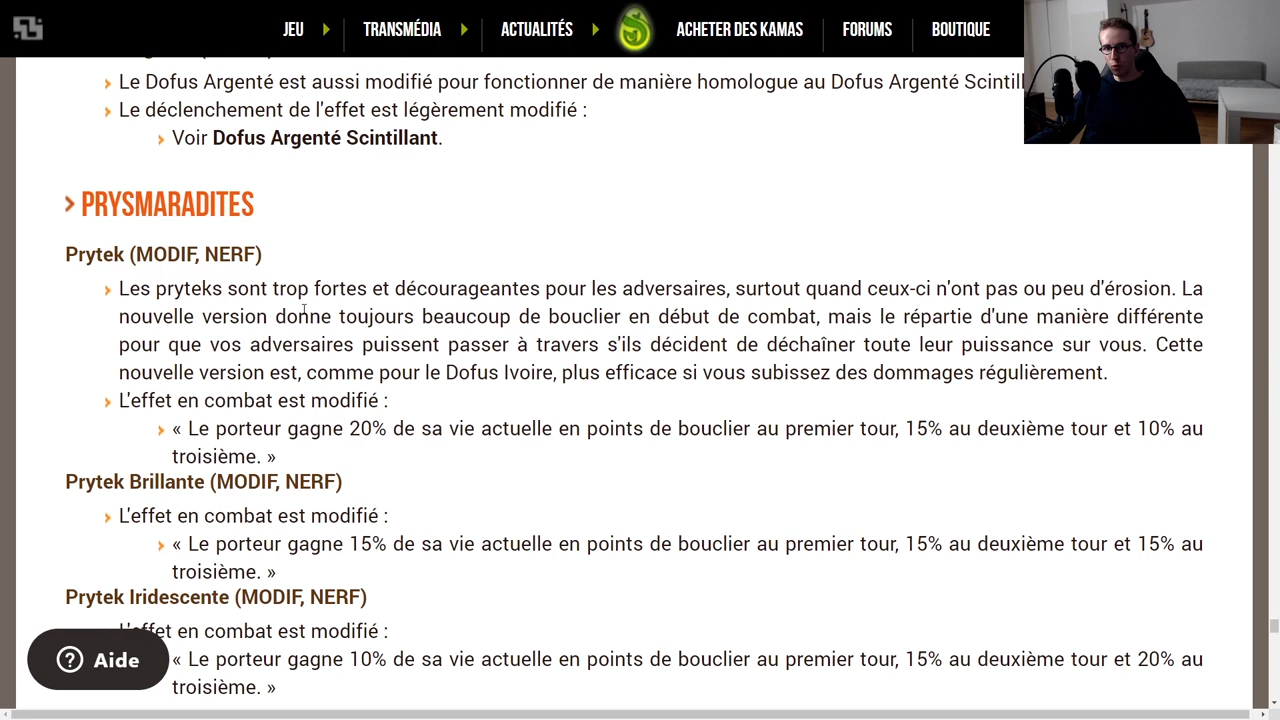 JEU
TRANSMÉDIA
ACTUALITÉS
ACHETER DES KAMAS
FORUMS
BOUTIQUE
Le Dofus Argenté est aussi modifié pour fonctionner de manière homologue au Dofus Argenté
Le déclenchement de l'effet est légèrement modifié :
Voir Dofus Argenté Scintillant.
PRYSMARADITES
Prytek (MODIF, NERF)
Les pryteks sont trop fortes et décourageantes pour les adversaires, surtout quand ceux-ci n'ont pas ou peu d'érosion. La
nouvelle version donne toujours beaucoup de bouclier en début de combat, mais le répartie d'une manière différente
pour que vos adversaires puissent passer à travers s'ils décident de déchaîner toute leur puissance sur vous. Cette
nouvelle version est, comme pour le Dofus Ivoire, plus efficace si vous subissez des dommages régulièrement.
L'effet en combat est modifié :
« Le porteur gagne 20% de sa vie actuelle en points de bouclier au premier tour, 15% au deuxième tour et 10% au
troisième. »
Prytek Brillante (MODIF, NERF)
L'effet en combat est modifié :
« Le porteur gagne 15% de sa vie actuelle en points de bouclier au premier tour, 15% au deuxième tour et 15% au
troisième. »
Prytek Iridescente (MODIF, NERF)
L'effet en combat est modifié :
« Le porteur gagne 10% de sa vie actuelle en points de bouclier au premier tour, 15% au deuxième tour et 20% au
troisième. »
Aide